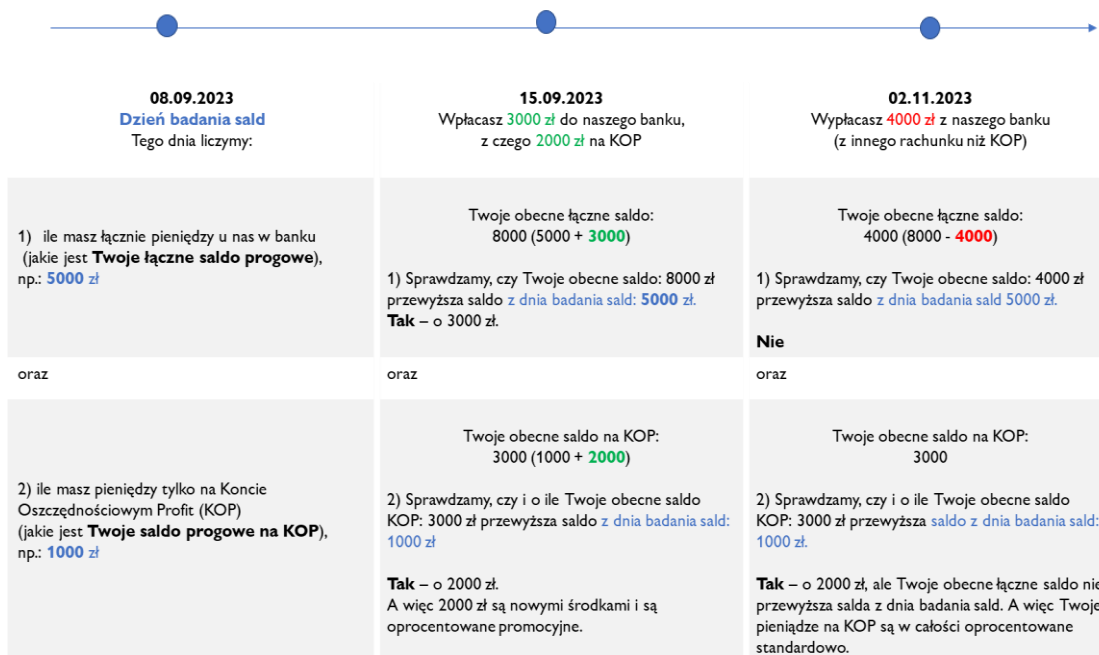 08.09.2023
Dzień badania sald
Tego dnia liczymy:
15.09.2023
Wpłacasz 3000 zł do naszego banku,
z czego 2000 zł na KOP
02.11.2023
Wypłacasz 4000 zł z naszego banku
(z innego rachunku niż KOP)
1) ile masz łącznie pieniędzy u nas w banku
(jakie jest Twoje łączne saldo progowe),
np.: 5000 zł
Twoje obecne łączne saldo:
8000 (5000 + 3000)
1) Sprawdzamy, czy Twoje obecne saldo: 8000 zł
przewyższa saldo z dnia badania sald: 5000 zł.
Tak – o 3000 zł.
Twoje obecne łączne saldo:
4000 (8000 - 4000)
1) Sprawdzamy, czy Twoje obecne saldo: 4000 zł
przewyższa saldo z dnia badania sald 5000 zł.
Nie
oraz
oraz
oraz
2) ile masz pieniędzy tylko na Koncie
Oszczędnościowym Profit (KOP)
(jakie jest Twoje saldo progowe na KOP),
np.: 1000 zł
Twoje obecne saldo na KOP:
3000 (1000 + 2000)
2) Sprawdzamy, czy i o ile Twoje obecne saldo
KOP: 3000 zł przewyższa saldo z dnia badania sald:
1000 zł
Tak – o 2000 zł.
A więc 2000 zł są nowymi środkami i są
oprocentowane promocyjne.
Twoje obecne saldo na KOP:
3000
2) Sprawdzamy, czy i o ile Twoje obecne saldo
KOP: 3000 zł przewyższa saldo z dnia badania sald:
1000 zł.
Tak – o 2000 zł, ale Twoje obecne łączne saldo nie
przewyższa salda z dnia badania sald. A więc Twoje
pieniądze na KOP są w całości oprocentowane
standardowo.